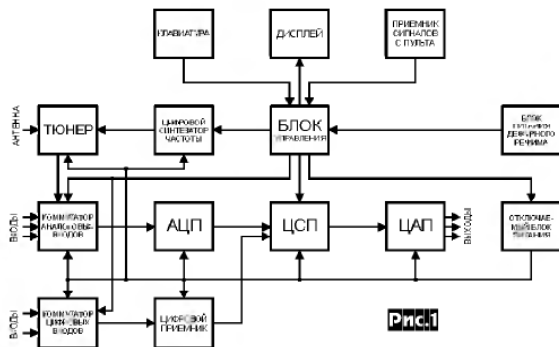 КЛАВИАТУРА
ДИСПЛЕЙ
ПРИЕМНИК
СИГНАЛОВ
С ПУЛЬТА
АНТЕННА
ТЮНЕР
ЦИФРОВОЙ
СИНТЕЗАТОР
ЧАСТОТЫ
БЛОК
УПРАВЛЕНИЯ
БЛОК
ПИТАНИЯ
ДЕЖУРНОГО
РЕЖИМА
ВХОДЫ
КОММУТАТОР
АНАЛОГОВЫХ
ВХОДОВ
АЦП
ЦСП
ЦАП
ВЫХОДЫ
ОТКЛЮЧАЕ-
МЫЙ БЛОК
ПИТАНИЯ
ВХОДЫ
КОММУТАТОР
ЦИФРОВЫХ
ВХОДОВ
ЦИФРОВОЙ
ПРИЕМНИК
Рис.1